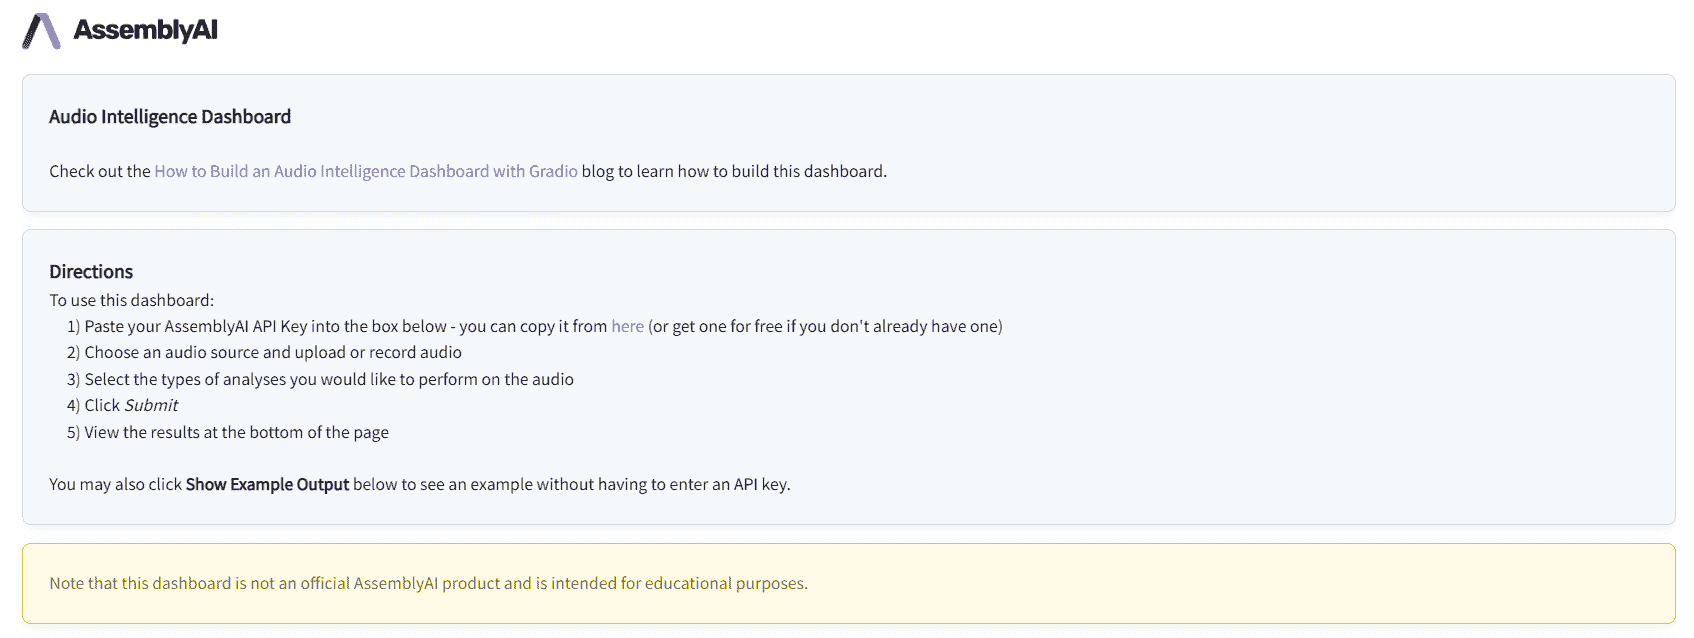 AssemblyAI
Audio Intelligence Dashboard
Check out the How to Build an Audio Intelligence Dashboard with Gradio blog to learn how to build this dashboard.
Directions
To use this dashboard:
1) Paste your AssemblyAI API Key into the box below - you can copy it from here (or get one for free if you don't already have one)
2) Choose an audio source and upload or record audio
3) Select the types of analyses you would like to perform on the audio
4) Click Submit
5) View the results at the bottom of the page
You may also click Show Example Output below to see an example without having to enter an API key.
Note that this dashboard is not an official AssemblyAI product and is intended for educational purposes.